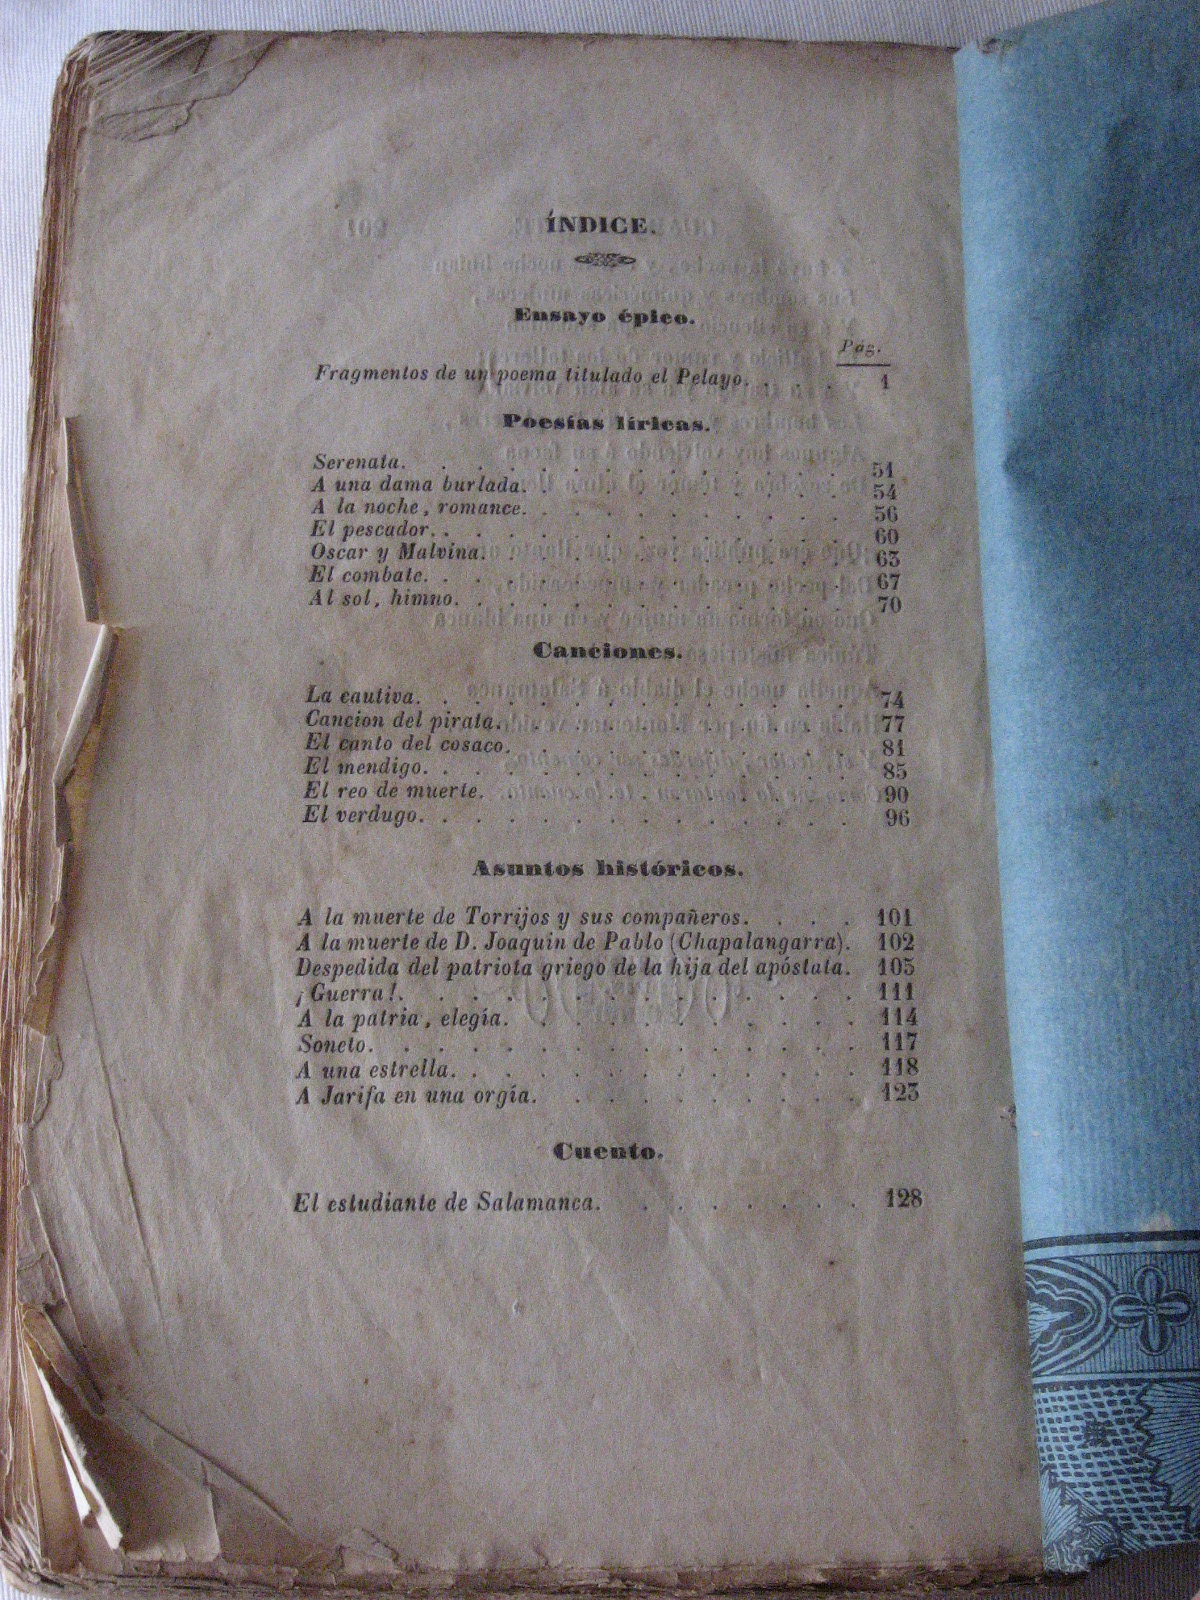 ÍNDICE.
Ensayo épico.
Pág.
Fragmentos de un poema titulado el Pelayo. . . . 1
Poesías líricas.
Serenata. . . . . . . . . . . . . . 51
A una dama burlada. . . . . . . . . . . 54
A la noche, romance. . . . . . . . . . . 56
El pescador. . . . . . . . . . . . . . 60
Oscar y Malvina. . . . . . . . . . . . 63
El combate. . . . . . . . . . . . . . 67
Al sol, himno. . . . . . . . . . . . . 70
Canciones.
La cautiva. . . . . . . . . . . . . . 74
Cancion del pirata. . . . . . . . . . . 77
El canto del cosaco. . . . . . . . . . . 81
El mendigo. . . . . . . . . . . . . . 85
El reo de muerte. . . . . . . . . . . . 90
El verdugo. . . . . . . . . . . . . . 96
Asuntos históricos.
A la muerte de Torrijos y sus compañeros. . . . . 101
A la muerte de D. Joaquin de Pablo (Chapalangarra). 102
Despedida del patriota griego de la hija del apóstata. 105
¡Guerra!. . . . . . . . . . . . . . . 111
A la patria, elegía. . . . . . . . . . . 114
Soneto. . . . . . . . . . . . . . . . 117
A una estrella. . . . . . . . . . . . . 118
A Jarifa en una orgía. . . . . . . . . . 123
Cuento.
El estudiante de Salamanca. . . . . . . . 128